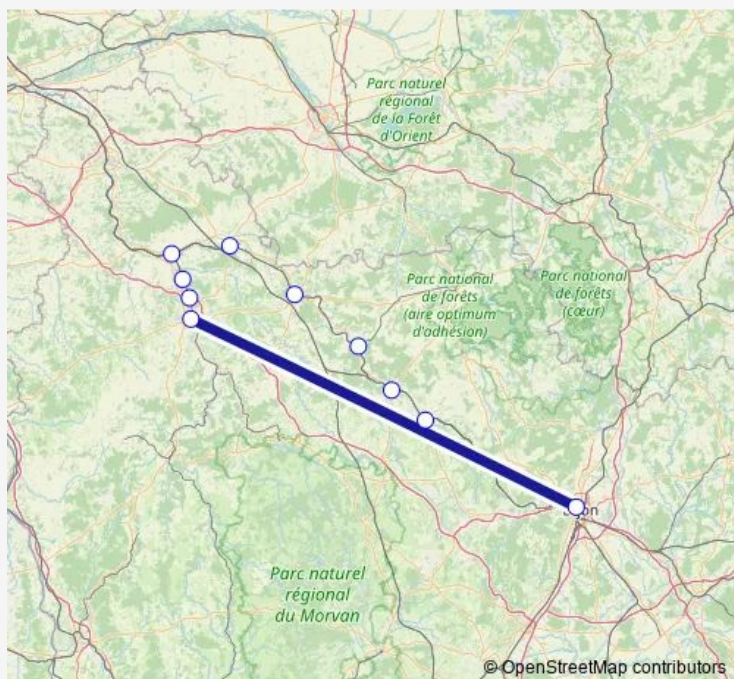 Parc naturel
régional
de la Forêt
d'Orient
Parc national
de forêts
(aire optimum
d'adhésion)
Parc national
de forêts
(cœur)
Parc naturel
régional
du Morvan
© OpenStreetMap contributors